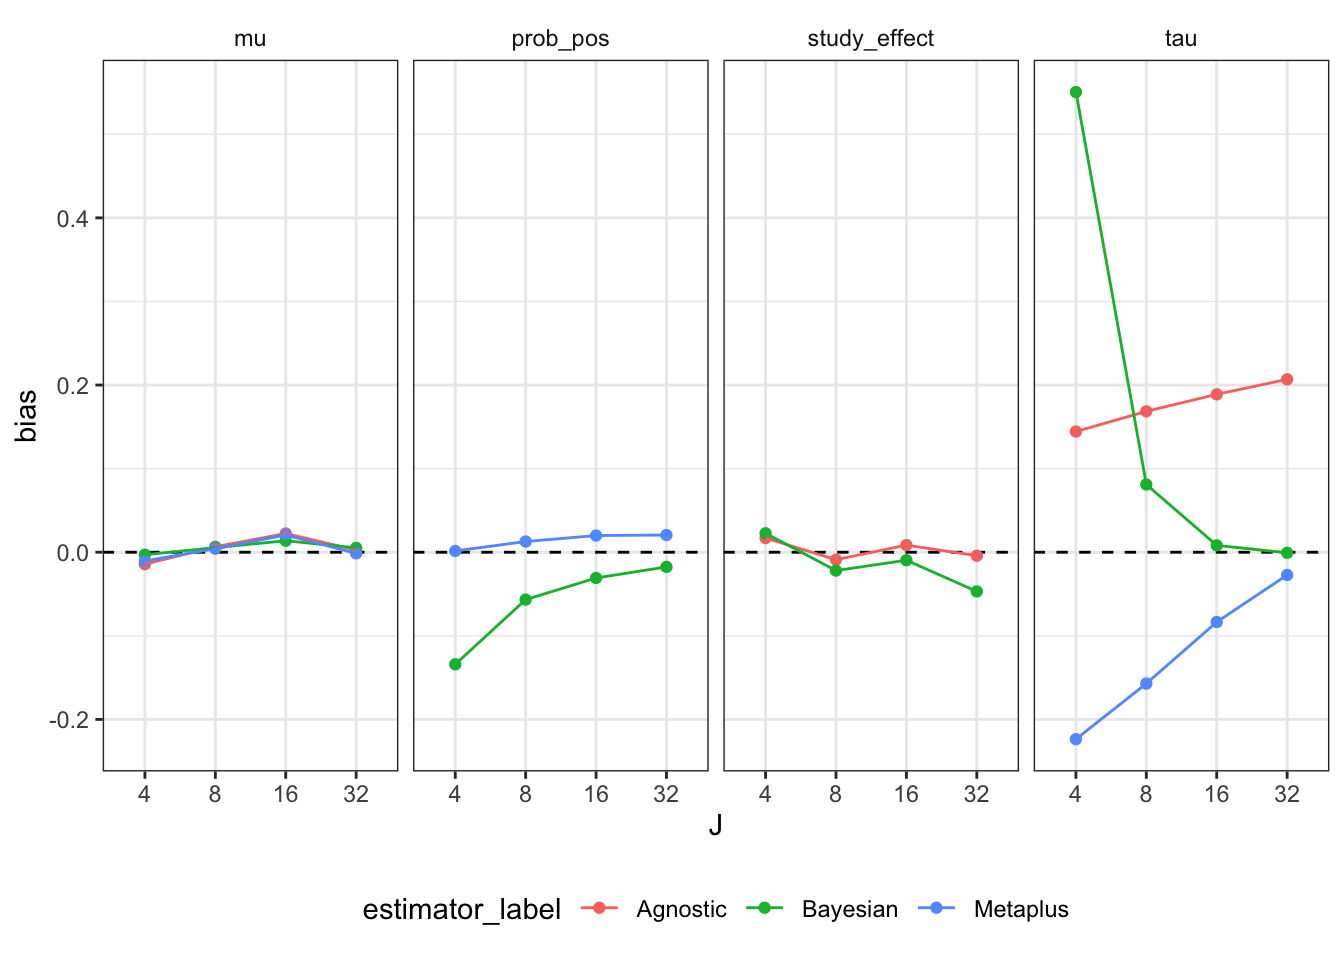 mu prob_pos study_effect tau
0.4
0.2
0.0
-0.2
bias
4 8 16 32 4 8 16 32 4 8 16 32 4 8 16 32
J
estimator_label Agnostic Bayesian Metaplus